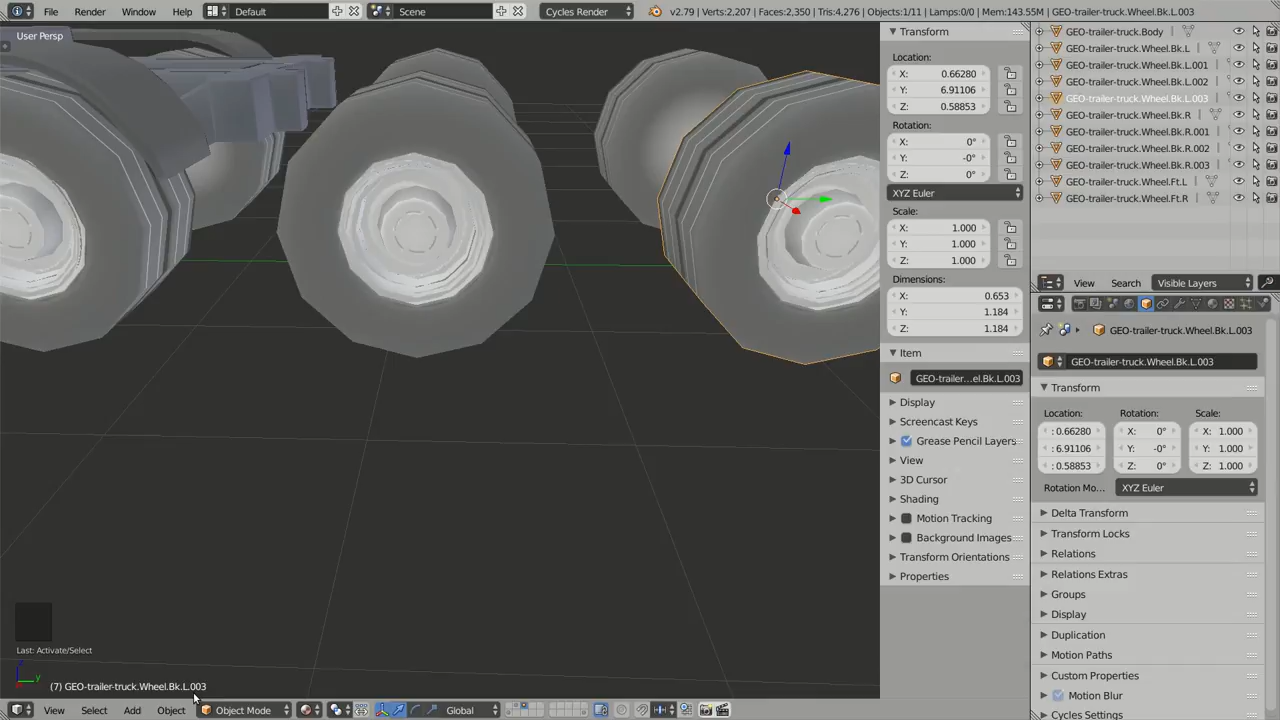 File Render Window Help Default Scene Cycles Render v2.79 | Verts:2,207 | Faces:2,350 | Tris:4,276 | Objects:1/11 | Lamps:0/0 | Mem:143.55M | GEO-trailer-truck.Wheel.Bk.L.003
User Persp
Last: Activate/Select
(7) GEO-trailer-truck.Wheel.Bk.L.003
View Select Add Object Object Mode Global
Transform
Location:
X: 0.66280
Y: 6.91106
Z: 0.58853
Rotation:
X: 0°
Y: -0°
Z: 0°
XYZ Euler
Scale:
X: 1.000
Y: 1.000
Z: 1.000
Dimensions:
X: 0.653
Y: 1.184
Z: 1.184
Item
GEO-trailer...el.Bk.L.003
Display
Screencast Keys
Grease Pencil Layers
View
3D Cursor
Shading
Motion Tracking
Background Images
Transform Orientations
Properties
GEO-trailer-truck.Body
GEO-trailer-truck.Wheel.Bk.L
GEO-trailer-truck.Wheel.Bk.L.001
GEO-trailer-truck.Wheel.Bk.L.002
GEO-trailer-truck.Wheel.Bk.L.003
GEO-trailer-truck.Wheel.Bk.R
GEO-trailer-truck.Wheel.Bk.R.001
GEO-trailer-truck.Wheel.Bk.R.002
GEO-trailer-truck.Wheel.Bk.R.003
GEO-trailer-truck.Wheel.Ft.L
GEO-trailer-truck.Wheel.Ft.R
View Search Visible Layers
GEO-trailer-truck.Wheel.Bk.L.003
GEO-trailer-truck.Wheel.Bk.L.003
Transform
Location: Rotation: Scale:
: 0.66280 X: 0° X: 1.000
: 6.91106 Y: -0° Y: 1.000
: 0.58853 Z: 0° Z: 1.000
Rotation Mo... XYZ Euler
Delta Transform
Transform Locks
Relations
Relations Extras
Groups
Display
Duplication
Motion Paths
Custom Properties
Motion Blur
Cycles Settings